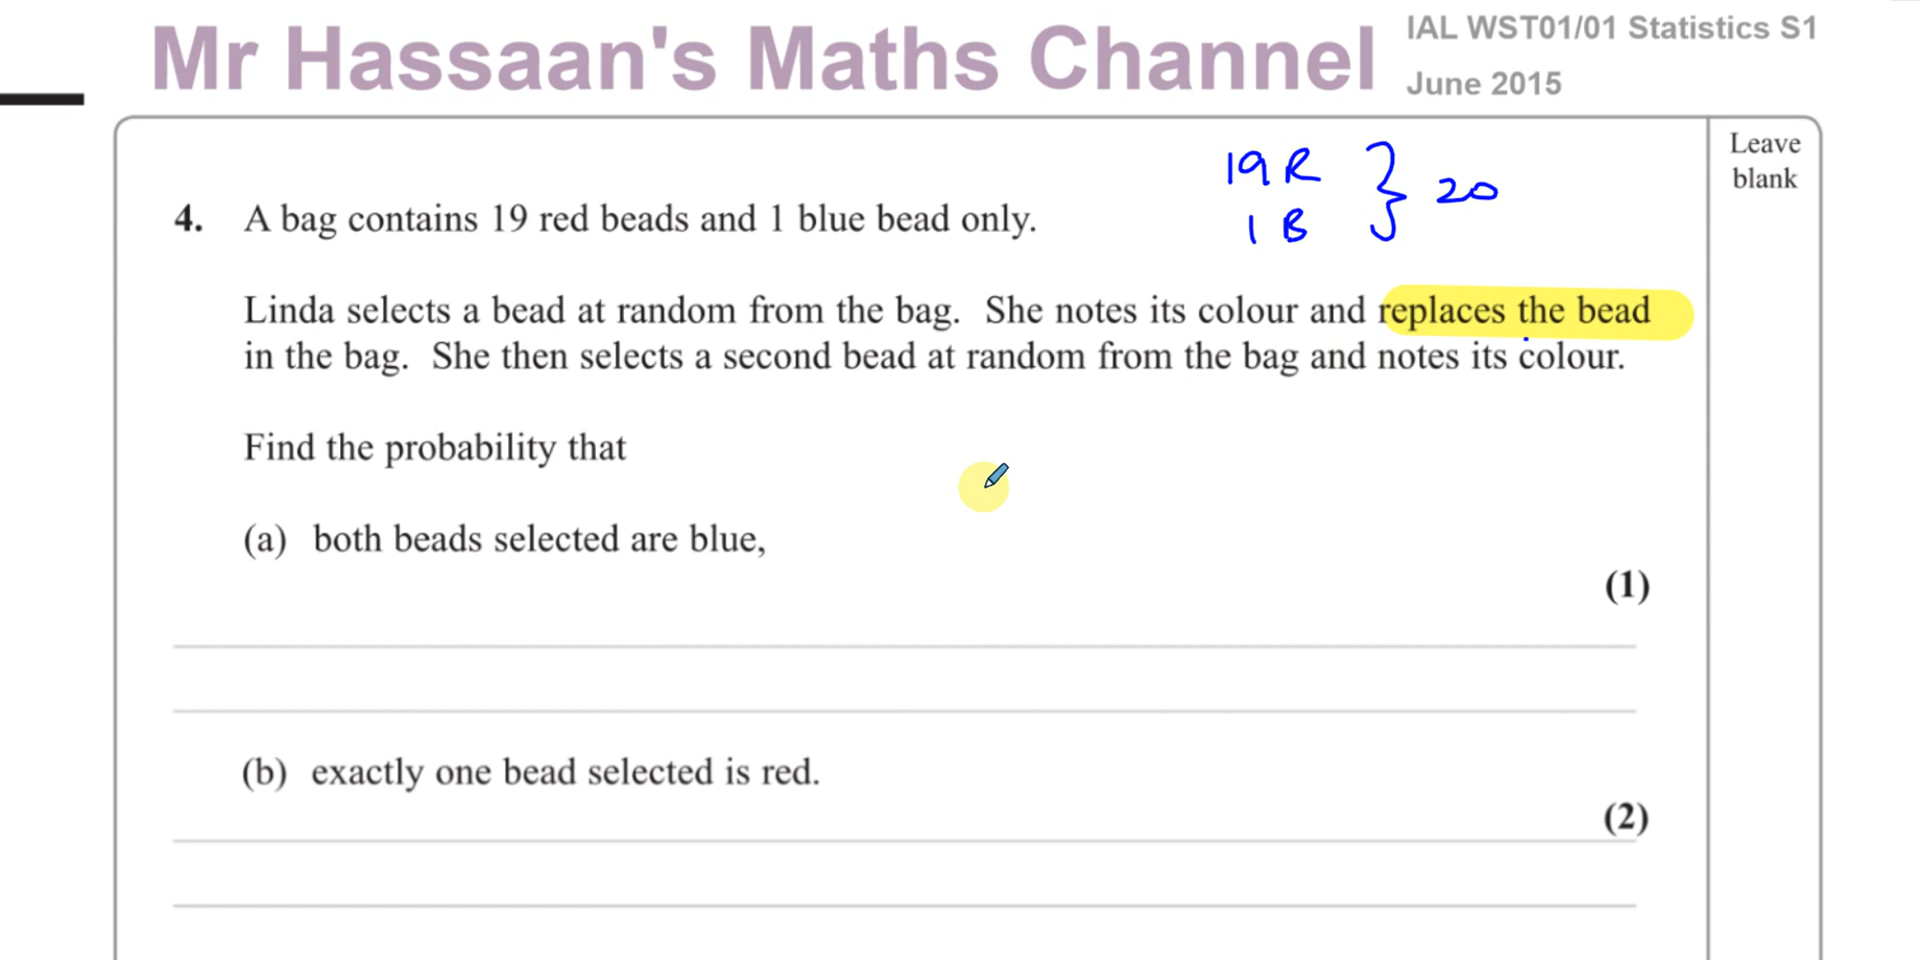 Mr Hassaan's Maths Channel
IAL WST01/01 Statistics S1
June 2015
Leave
blank
19 R
1 B
20
4. A bag contains 19 red beads and 1 blue bead only.
Linda selects a bead at random from the bag. She notes its colour and replaces the bead
in the bag. She then selects a second bead at random from the bag and notes its colour.
Find the probability that
(a) both beads selected are blue,
(1)
(b) exactly one bead selected is red.
(2)